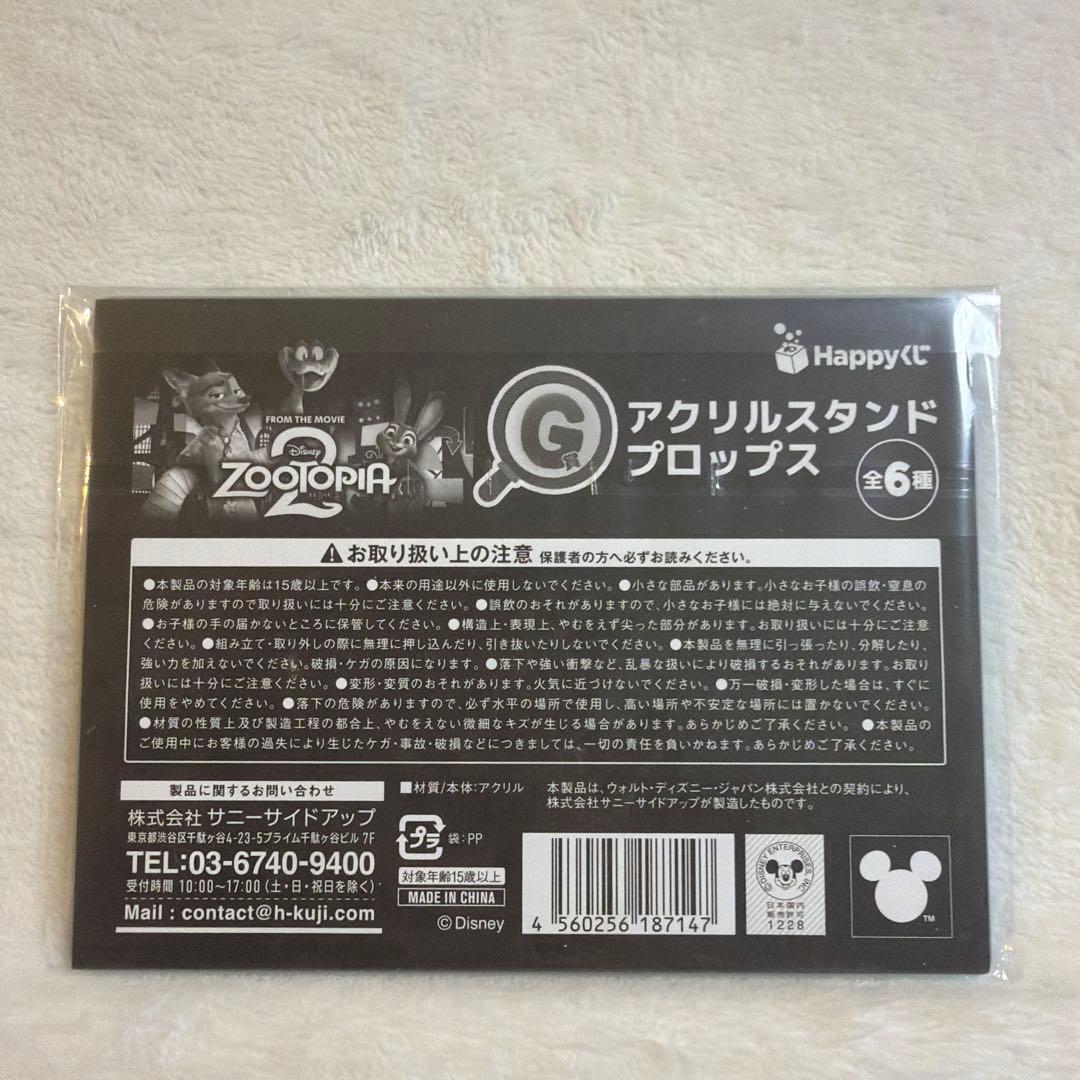 Happyくじ
FROM THE MOVIE
Disney
ZOOTOPIA
2
G賞
アクリルスタンド
プロップス
全6種
お取り扱い上の注意 保護者の方へ必ずお読みください。
●本製品の対象年齢は15歳以上です。●本来の用途以外に使用しないでください。●小さな部品があります。小さなお子様の誤飲・窒息の
危険がありますので取り扱いには十分にご注意ください。●誤飲のおそれがありますので、小さなお子様には絶対に与えないでください。
●お子様の手の届かないところに保管してください。●構造上・表現上、やむをえず尖った部分があります。お取り扱いには十分にご注意
ください。●組み立て・取り外しの際に無理に押し込んだり、引き抜いたりしないでください。●本製品を無理に引っ張ったり、分解したり、
強い力を加えないでください。破損・ケガの原因になります。●落下や強い衝撃など、乱暴な扱いにより破損するおそれがあります。お取り
扱いには十分にご注意ください。●変形・変質のおそれがあります。火気に近づけないでください。●万一破損・変形した場合は、すぐに
使用をやめてください。●落下の危険がありますので、必ず水平の場所で使用し、高い場所や不安定な場所には置かないでください。
●材質の性質上及び製造工程の都合上、やむをえない微細なキズが生じる場合があります。あらかじめご了承ください。●本製品の
ご使用中にお客様の過失により生じたケガ・事故・破損などにつきましては、一切の責任を負いかねます。あらかじめご了承ください。
製品に関するお問い合わせ
株式会社 サニーサイドアップ
東京都渋谷区千駄ヶ谷4-23-5プライム千駄ヶ谷ビル 7F
TEL:03-6740-9400
受付時間 10:00〜17:00(土・日・祝日を除く)
Mail : contact@h-kuji.com
■材質/本体:アクリル
プラ 袋:PP
対象年齢15歳以上
MADE IN CHINA
©Disney
本製品は、ウォルト・ディズニー・ジャパン株式会社との契約により、
株式会社サニーサイドアップが製造したものです。
4 560256 187147
©DISNEY ENTERPRISES, INC.
日本国内
販売許可
1228
TM